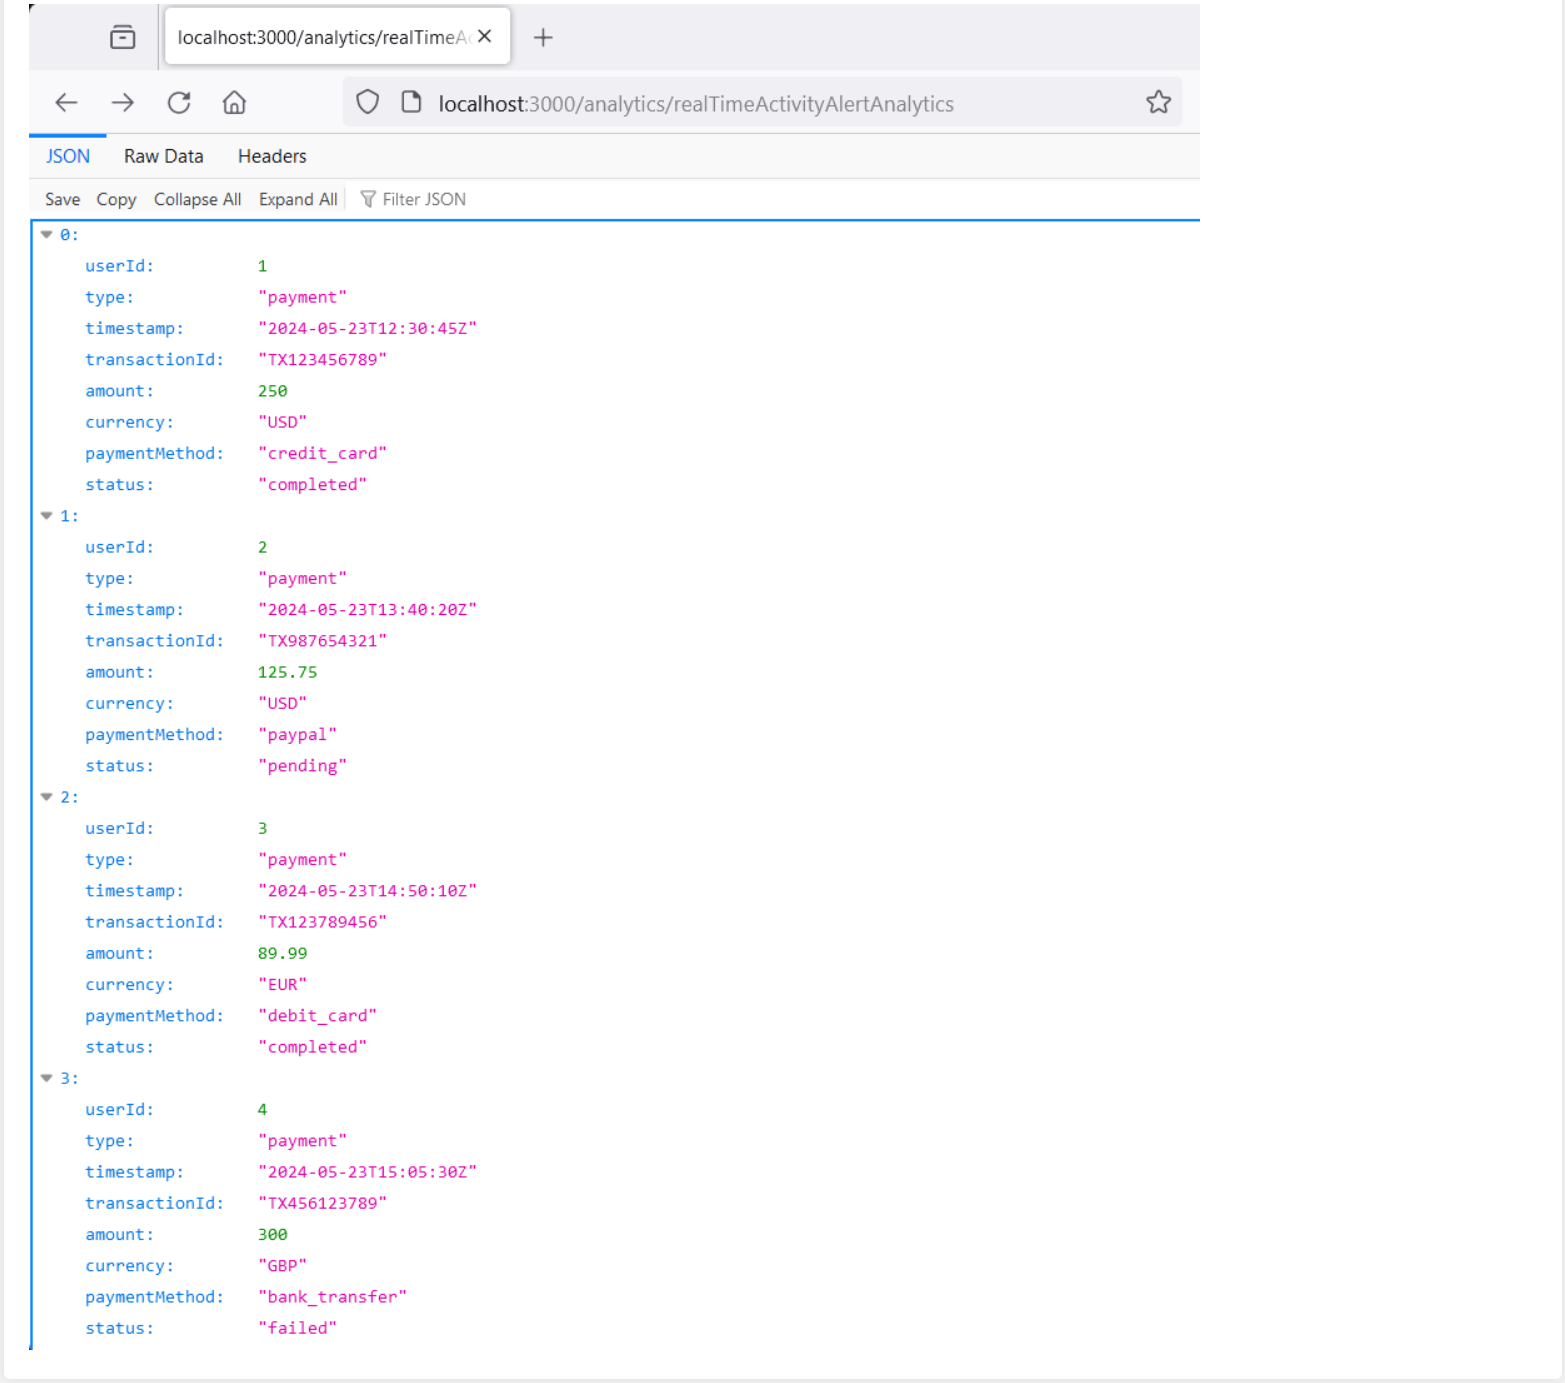 localhost:3000/analytics/realTimeAc
localhost:3000/analytics/realTimeActivityAlertAnalytics
JSON Raw Data Headers
Save Copy Collapse All Expand All Filter JSON
0:
userId: 1
type: "payment"
timestamp: "2024-05-23T12:30:45Z"
transactionId: "TX123456789"
amount: 250
currency: "USD"
paymentMethod: "credit_card"
status: "completed"
1:
userId: 2
type: "payment"
timestamp: "2024-05-23T13:40:20Z"
transactionId: "TX987654321"
amount: 125.75
currency: "USD"
paymentMethod: "paypal"
status: "pending"
2:
userId: 3
type: "payment"
timestamp: "2024-05-23T14:50:10Z"
transactionId: "TX123789456"
amount: 89.99
currency: "EUR"
paymentMethod: "debit_card"
status: "completed"
3:
userId: 4
type: "payment"
timestamp: "2024-05-23T15:05:30Z"
transactionId: "TX456123789"
amount: 300
currency: "GBP"
paymentMethod: "bank_transfer"
status: "failed"